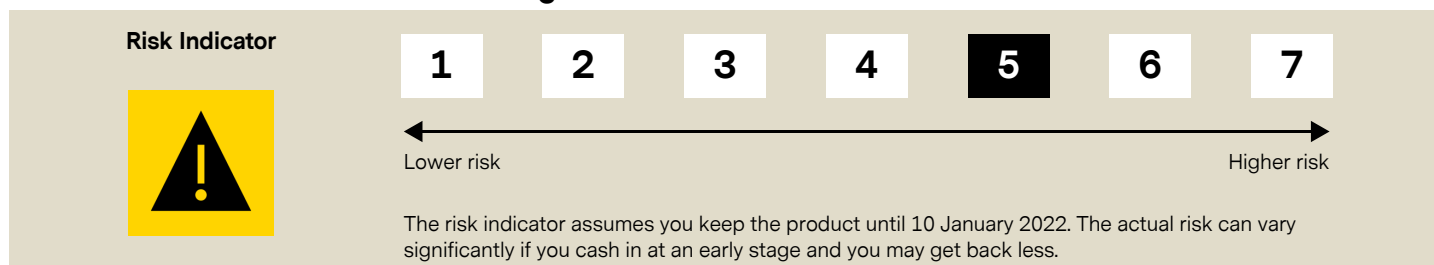 Risk Indicator
1 2 3 4 5 6 7
Lower risk Higher risk
The risk indicator assumes you keep the product until 10 January 2022. The actual risk can vary
significantly if you cash in at an early stage and you may get back less.